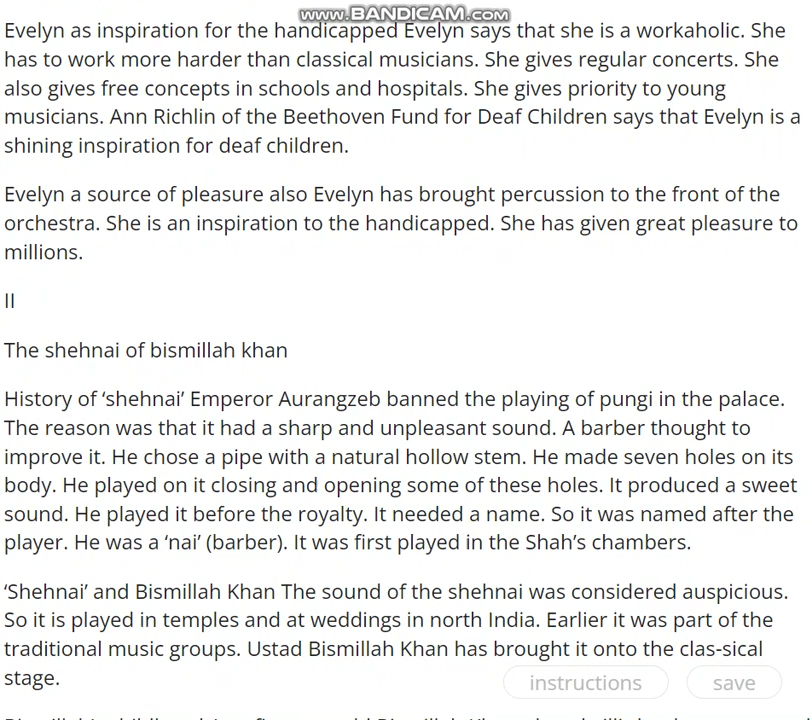 www.BANDICAM.com
Evelyn as inspiration for the handicapped Evelyn says that she is a workaholic. She
has to work more harder than classical musicians. She gives regular concerts. She
also gives free concepts in schools and hospitals. She gives priority to young
musicians. Ann Richlin of the Beethoven Fund for Deaf Children says that Evelyn is a
shining inspiration for deaf children.
Evelyn a source of pleasure also Evelyn has brought percussion to the front of the
orchestra. She is an inspiration to the handicapped. She has given great pleasure to
millions.
II
The shehnai of bismillah khan
History of ‘shehnai’ Emperor Aurangzeb banned the playing of pungi in the palace.
The reason was that it had a sharp and unpleasant sound. A barber thought to
improve it. He chose a pipe with a natural hollow stem. He made seven holes on its
body. He played on it closing and opening some of these holes. It produced a sweet
sound. He played it before the royalty. It needed a name. So it was named after the
player. He was a ‘nai’ (barber). It was first played in the Shah’s chambers.
‘Shehnai’ and Bismillah Khan The sound of the shehnai was considered auspicious.
So it is played in temples and at weddings in north India. Earlier it was part of the
traditional music groups. Ustad Bismillah Khan has brought it onto the clas-sical
stage.
instructions save